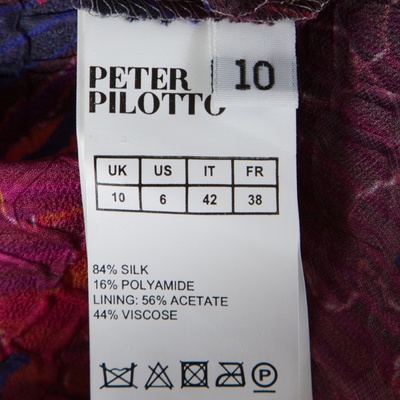 PETER
PILOTTO
10
UK US IT FR
10 6 42 38
84% SILK
16% POLYAMIDE
LINING: 56% ACETATE
44% VISCOSE
P